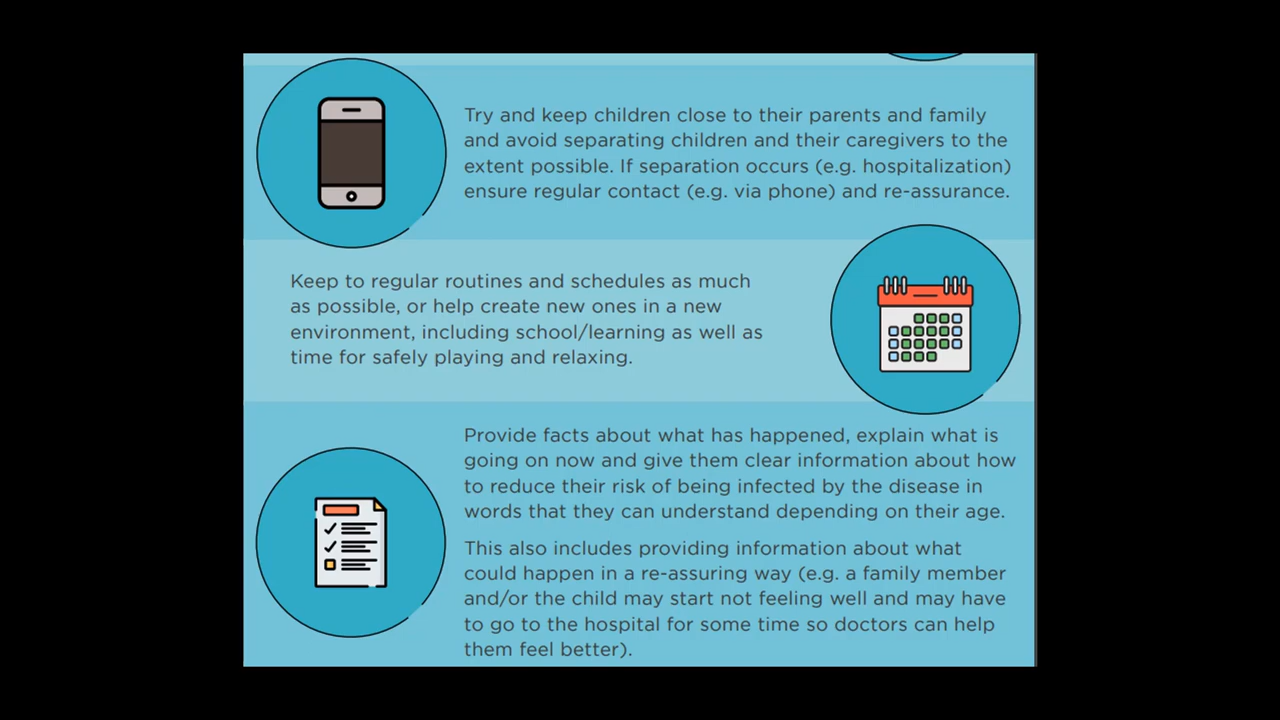 Try and keep children close to their parents and family
and avoid separating children and their caregivers to the
extent possible. If separation occurs (e.g. hospitalization)
ensure regular contact (e.g. via phone) and re-assurance.
Keep to regular routines and schedules as much
as possible, or help create new ones in a new
environment, including school/learning as well as
time for safely playing and relaxing.
Provide facts about what has happened, explain what is
going on now and give them clear information about how
to reduce their risk of being infected by the disease in
words that they can understand depending on their age.
This also includes providing information about what
could happen in a re-assuring way (e.g. a family member
and/or the child may start not feeling well and may have
to go to the hospital for some time so doctors can help
them feel better).